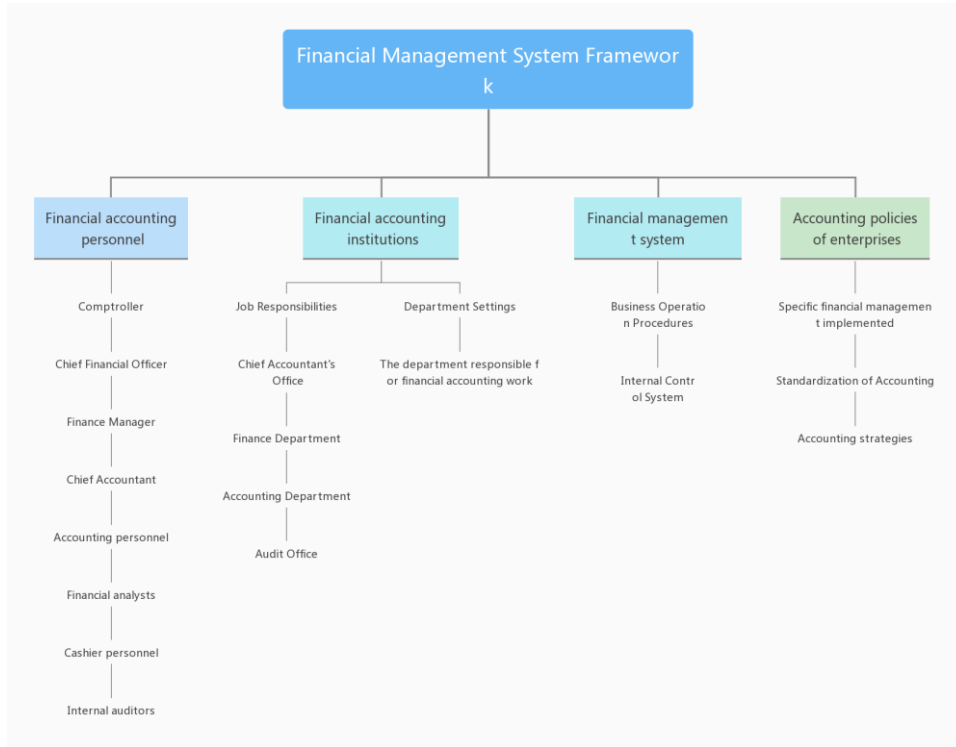 Financial Management System Framewor
k
Financial accounting
personnel
Financial accounting
institutions
Financial managemen
t system
Accounting policies
of enterprises
Comptroller
Chief Financial Officer
Finance Manager
Chief Accountant
Accounting personnel
Financial analysts
Cashier personnel
Internal auditors
Job Responsibilities
Chief Accountant's
Office
Finance Department
Accounting Department
Audit Office
Department Settings
The department responsible f
or financial accounting work
Business Operatio
n Procedures
Internal Contr
ol System
Specific financial managemen
t implemented
Standardization of Accounting
Accounting strategies